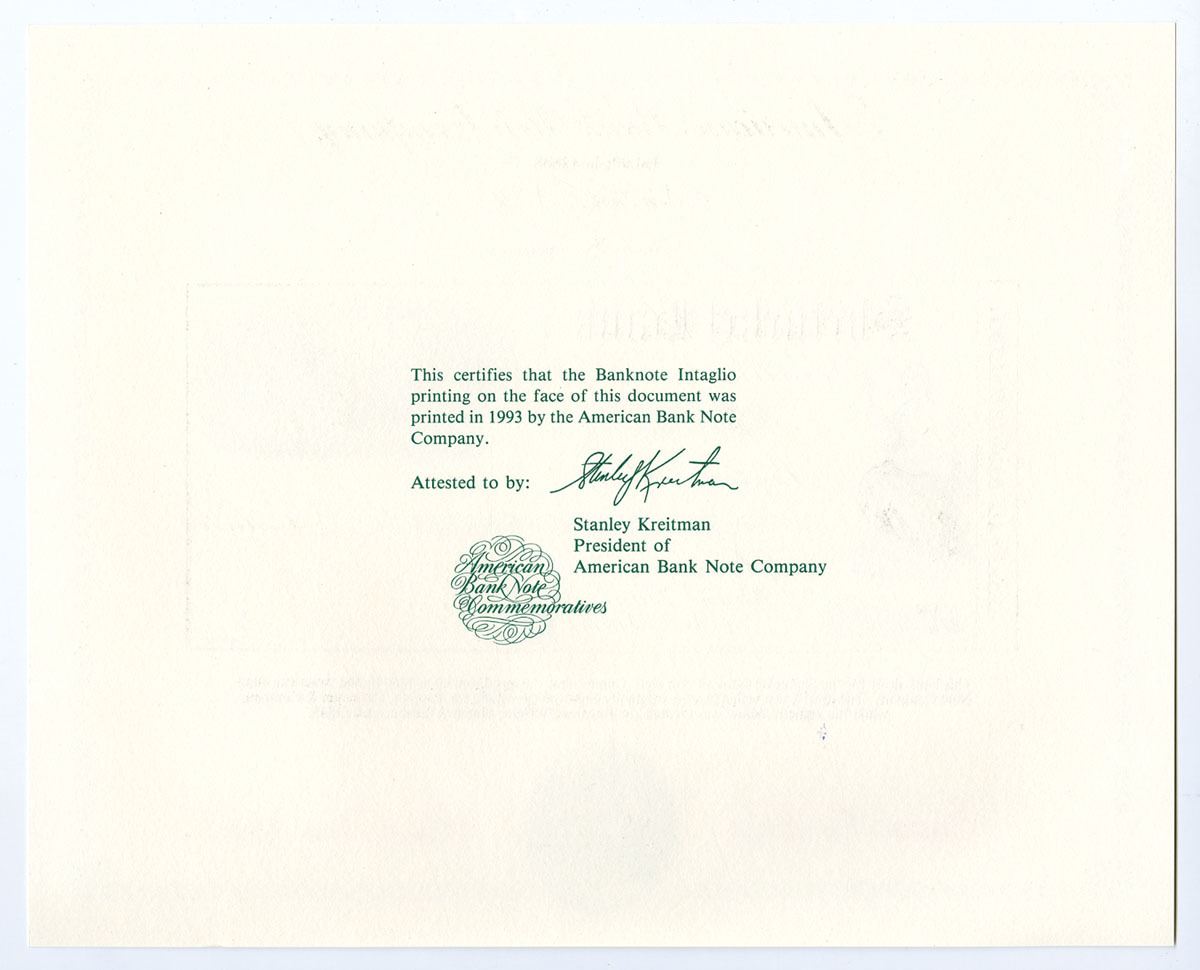 This certifies that the Banknote Intaglio
printing on the face of this document was
printed in 1993 by the American Bank Note
Company.
Attested to by: Stanley Kreitman
Stanley Kreitman
President of
American Bank Note Company
American
Bank Note
Commemoratives